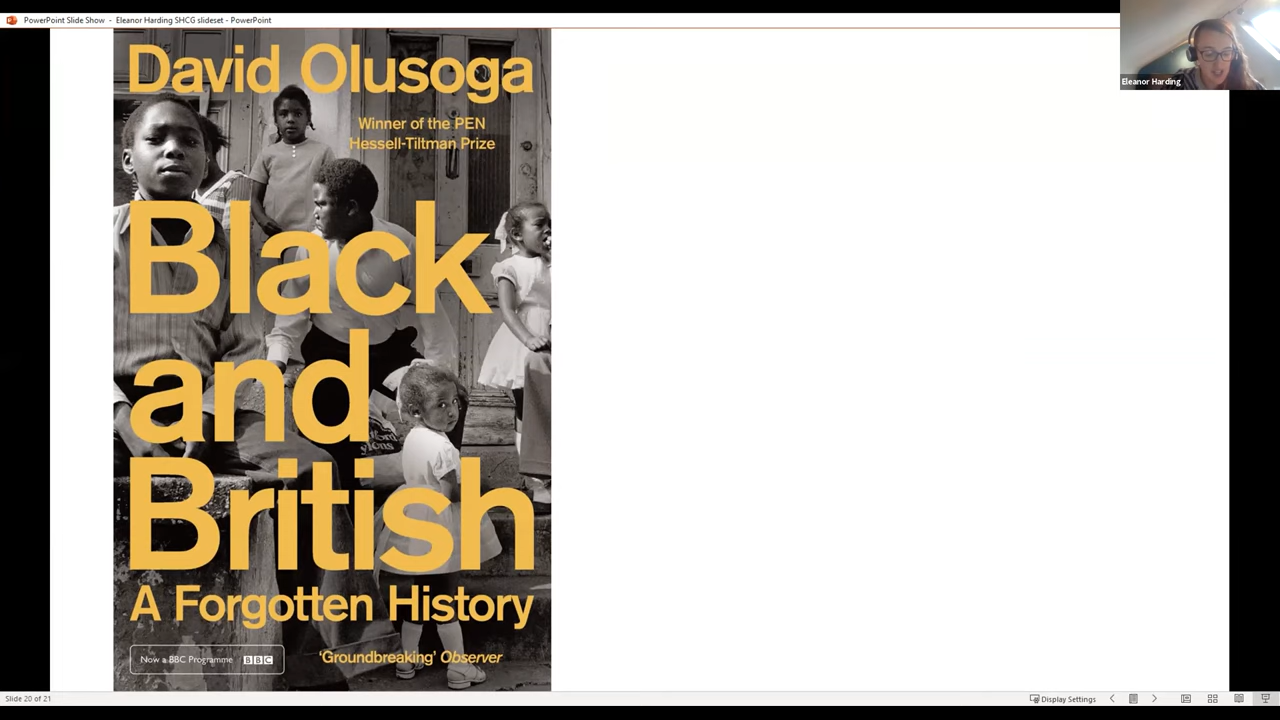 PowerPoint Slide Show - Eleanor Harding SHCG slideset - PowerPoint
Eleanor Harding
David Olusoga
Winner of the PEN
Hessell-Tiltman Prize
Black
and
British
A Forgotten History
Now a BBC Programme BBC
'Groundbreaking' Observer
Slide 20 of 21
Display Settings